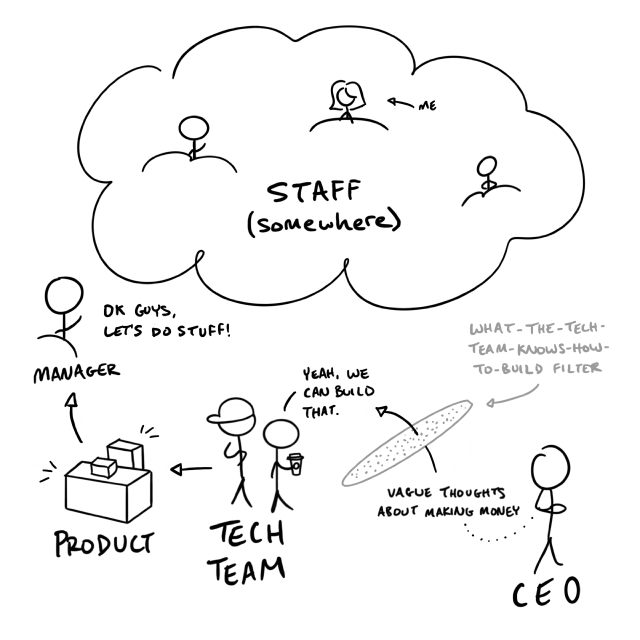 ME
STAFF
(somewhere)
OK GUYS,
LET'S DO STUFF!
MANAGER
WHAT-THE-TECH-
TEAM-KNOWS-HOW-
TO-BUILD FILTER
YEAH, WE
CAN BUILD
THAT.
VAGUE THOUGHTS
ABOUT MAKING MONEY
PRODUCT
TECH
TEAM
CEO